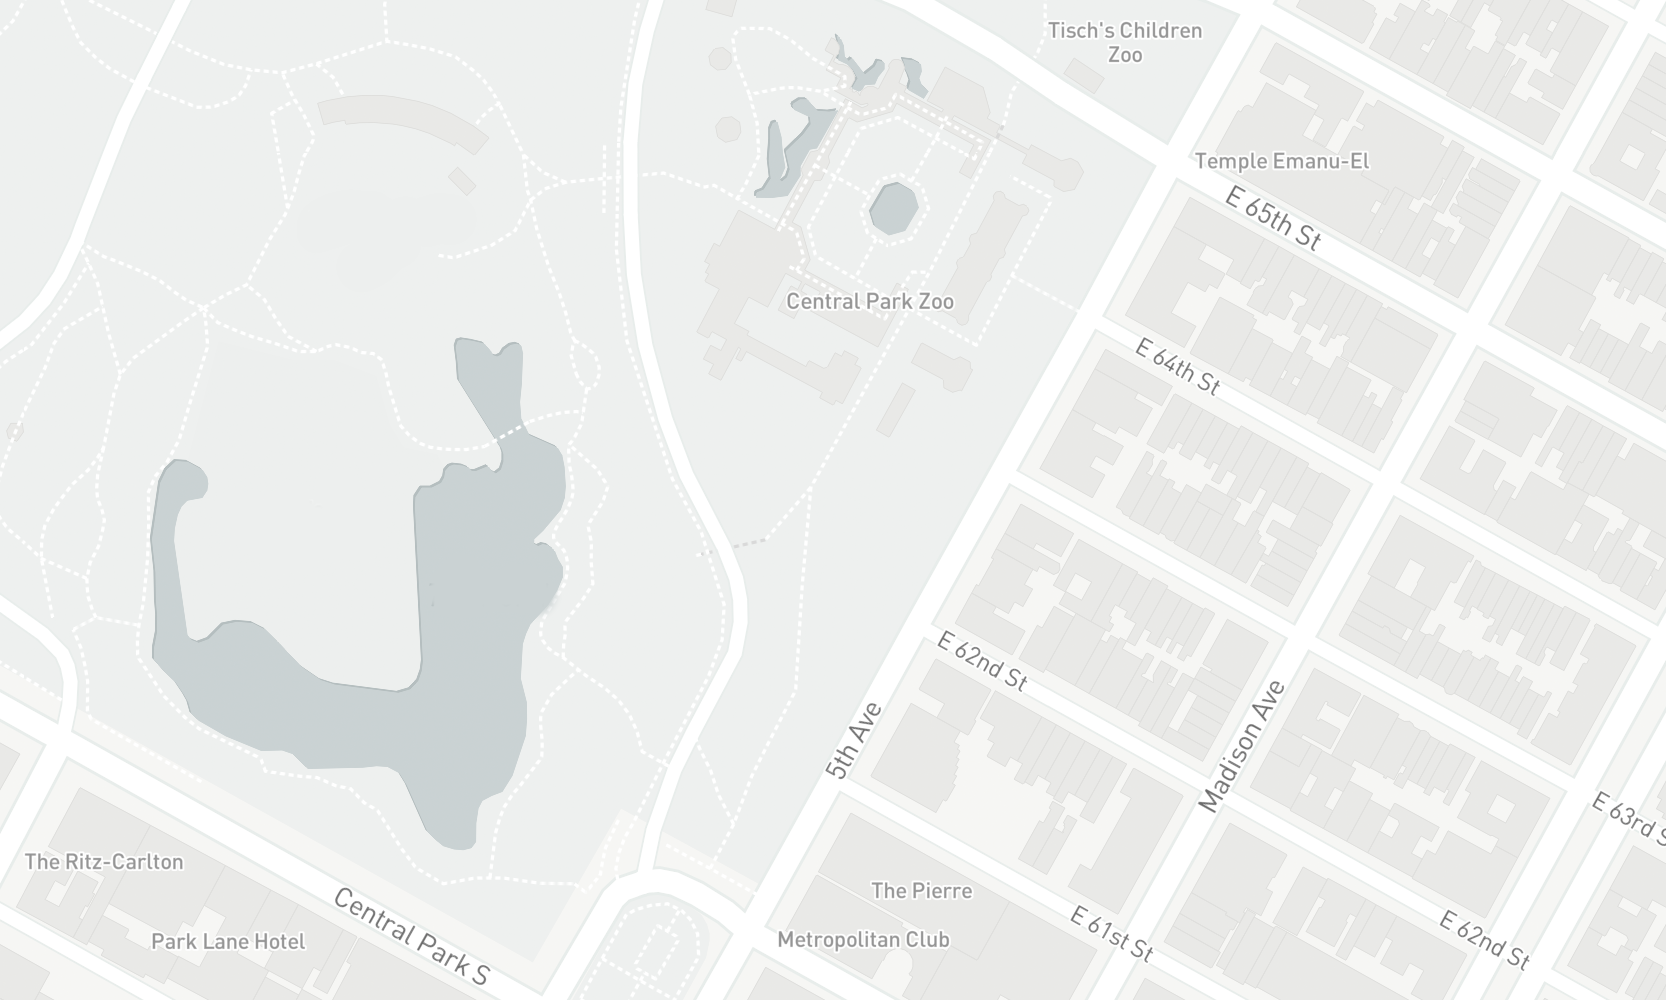 Tisch's Children
Zoo
Temple Emanu-El
E 65th St
Central Park Zoo
E 64th St
E 62nd St
5th Ave
Madison Ave
E 63rd S
The Ritz-Carlton
The Pierre
Central Park S
E 61st St
E 62nd St
Park Lane Hotel
Metropolitan Club